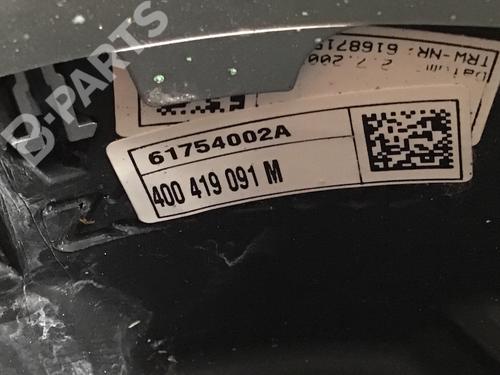 B-PARTS
TRW-NR: 616871
Datum
2.7.200
61754002A
400 419 091 M